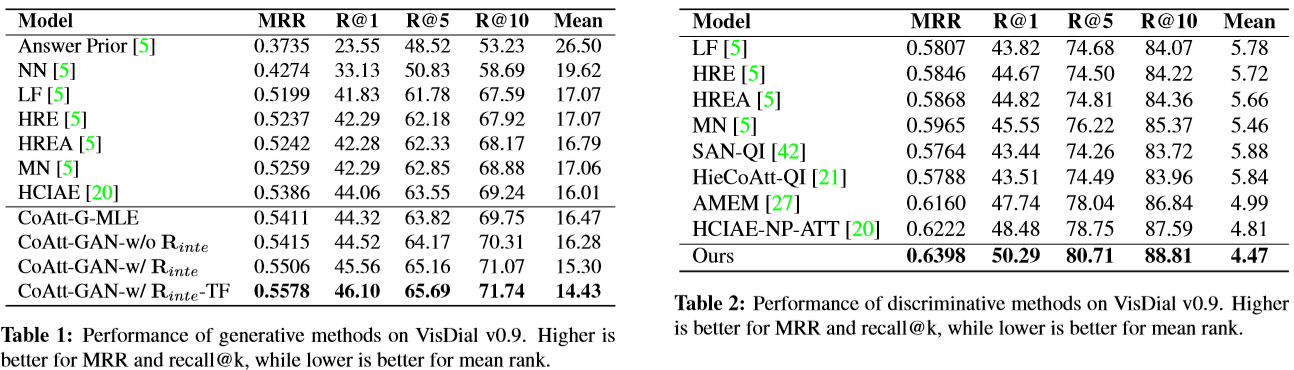 Model MRR R@1 R@5 R@10 Mean
Answer Prior [5] 0.3735 23.55 48.52 53.23 26.50
NN [5] 0.4274 33.13 50.83 58.69 19.62
LF [5] 0.5199 41.83 61.78 67.59 17.07
HRE [5] 0.5237 42.29 62.18 67.92 17.07
HREA [5] 0.5242 42.28 62.33 68.17 16.79
MN [5] 0.5259 42.29 62.85 68.88 17.06
HCIAE [20] 0.5386 44.06 63.55 69.24 16.01
CoAtt-G-MLE 0.5411 44.32 63.82 69.75 16.47
CoAtt-GAN-w/o R_inte 0.5415 44.52 64.17 70.31 16.28
CoAtt-GAN-w/ R_inte 0.5506 45.56 65.16 71.07 15.30
CoAtt-GAN-w/ R_inte-TF 0.5578 46.10 65.69 71.74 14.43
Table 1: Performance of generative methods on VisDial v0.9. Higher is
better for MRR and recall@k, while lower is better for mean rank.
Model MRR R@1 R@5 R@10 Mean
LF [5] 0.5807 43.82 74.68 84.07 5.78
HRE [5] 0.5846 44.67 74.50 84.22 5.72
HREA [5] 0.5868 44.82 74.81 84.36 5.66
MN [5] 0.5965 45.55 76.22 85.37 5.46
SAN-QI [42] 0.5764 43.44 74.26 83.72 5.88
HieCoAtt-QI [21] 0.5788 43.51 74.49 83.96 5.84
AMEM [27] 0.6160 47.74 78.04 86.84 4.99
HCIAE-NP-ATT [20] 0.6222 48.48 78.75 87.59 4.81
Ours 0.6398 50.29 80.71 88.81 4.47
Table 2: Performance of discriminative methods on VisDial v0.9. Higher
is better for MRR and recall@k, while lower is better for mean rank.